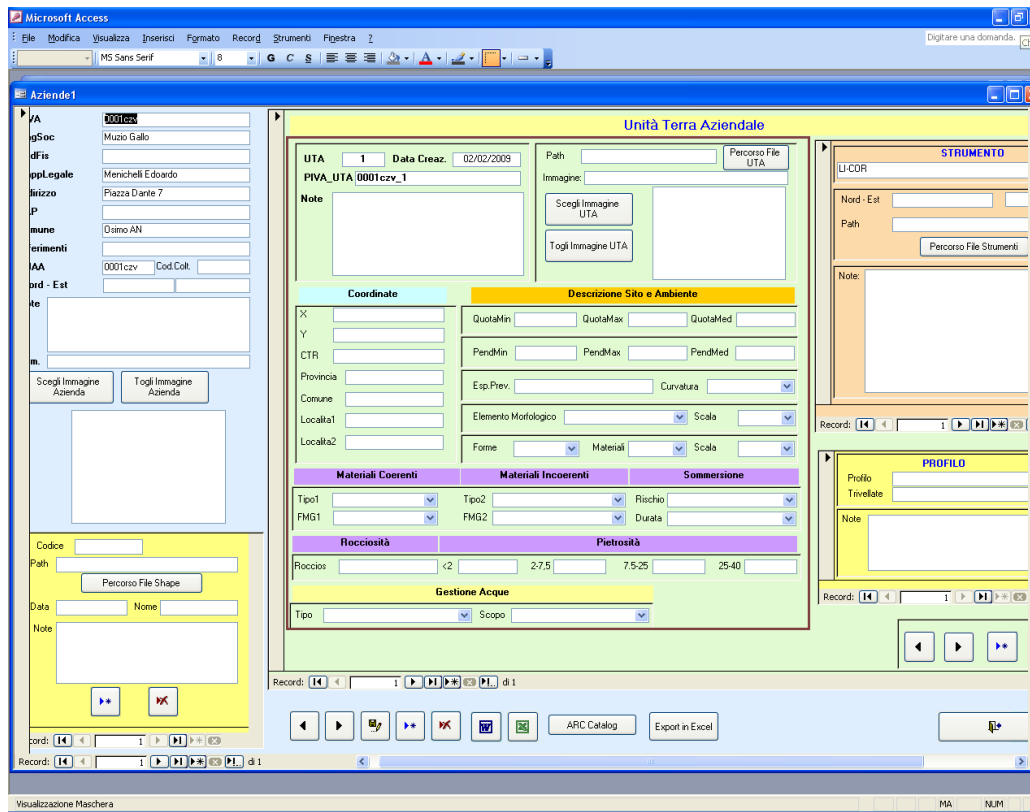 Microsoft Access
File Modifica Visualizza Inserisci Formato Record Strumenti Finestra ?
Digitare una domanda.
MS Sans Serif 8 G C S A
Aziende1
VA 0001czv
agSoc Muzio Gallo
dFis
appLegale Menichelli Edoardo
dirizzo Piazza Dante 7
P
mune Osimo AN
ferimenti
AA 0001czv Cod.Colt.
ord - Est
te
m.
Scegli Immagine Azienda
Togli Immagine Azienda
Codice
Path
Percorso File Shape
Data Nome
Note
cord: 1
Record: 1 di 1
Unità Terra Aziendale
UTA 1 Data Creaz. 02/02/2009
PIVA_UTA 0001czv_1
Note
Path Percorso File UTA
Immagine:
Scegli Immagine UTA
Togli Immagine UTA
Coordinate
X
Y
CTR
Provincia
Comune
Localita1
Localita2
Descrizione Sito e Ambiente
QuotaMin QuotaMax QuotaMed
PendMin PendMax PendMed
Esp.Prev. Curvatura
Elemento Morfologico Scala
Forme Materiali Scala
Materiali Coerenti Materiali Incoerenti Sommersione
Tipo1 Tipo2 Rischio
FMG1 FMG2 Durata
Rocciosità Pietrosità
Roccios <2 2-7,5 7.5-25 25-40
Gestione Acque
Tipo Scopo
Record: 1 di 1
ARC Catalog Export in Excel
STRUMENTO
LI-COR
Nord - Est
Path
Percorso File Strumenti
Note:
Record: 1
PROFILO
Profilo
Trivellate
Note
Record: 1
Visualizzazione Maschera MA NUM